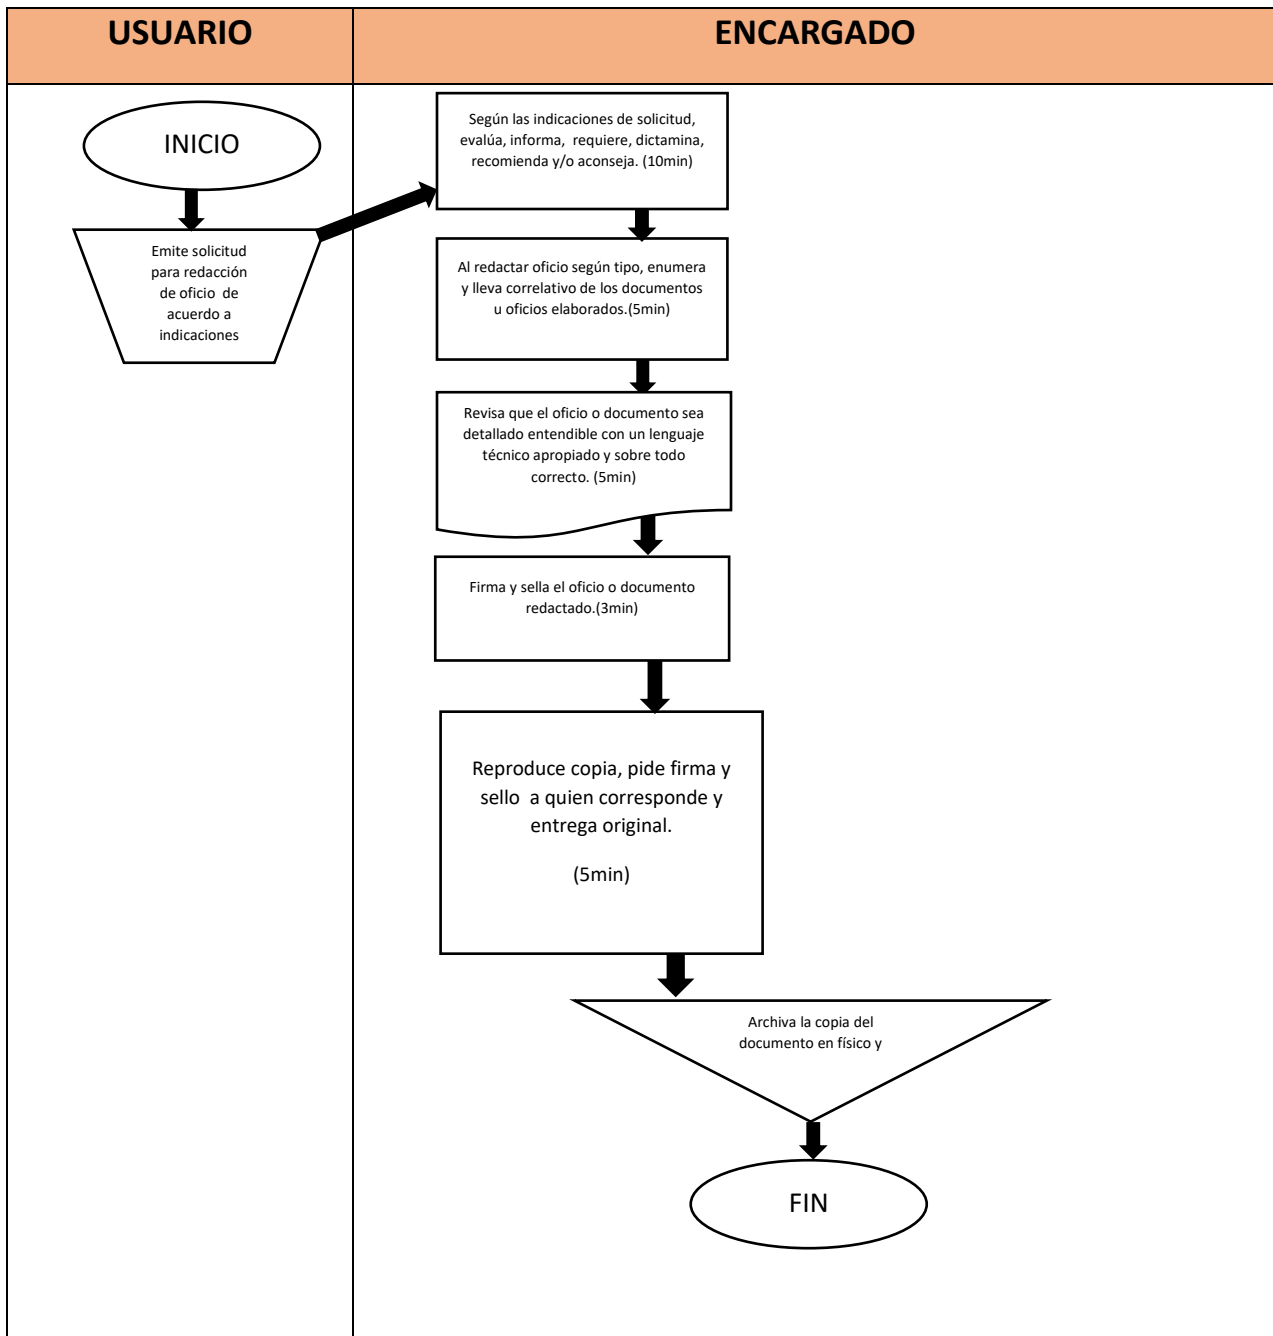 USUARIO
ENCARGADO
INICIO
Emite solicitud
para redacción
de oficio de
acuerdo a
indicaciones
Según las indicaciones de solicitud,
evalúa, informa, requiere, dictamina,
recomienda y/o aconseja. (10min)
Al redactar oficio según tipo, enumera
y lleva correlativo de los documentos
u oficios elaborados.(5min)
Revisa que el oficio o documento sea
detallado entendible con un lenguaje
técnico apropiado y sobre todo
correcto. (5min)
Firma y sella el oficio o documento
redactado.(3min)
Reproduce copia, pide firma y
sello a quien corresponde y
entrega original.
(5min)
Archiva la copia del
documento en físico y
FIN